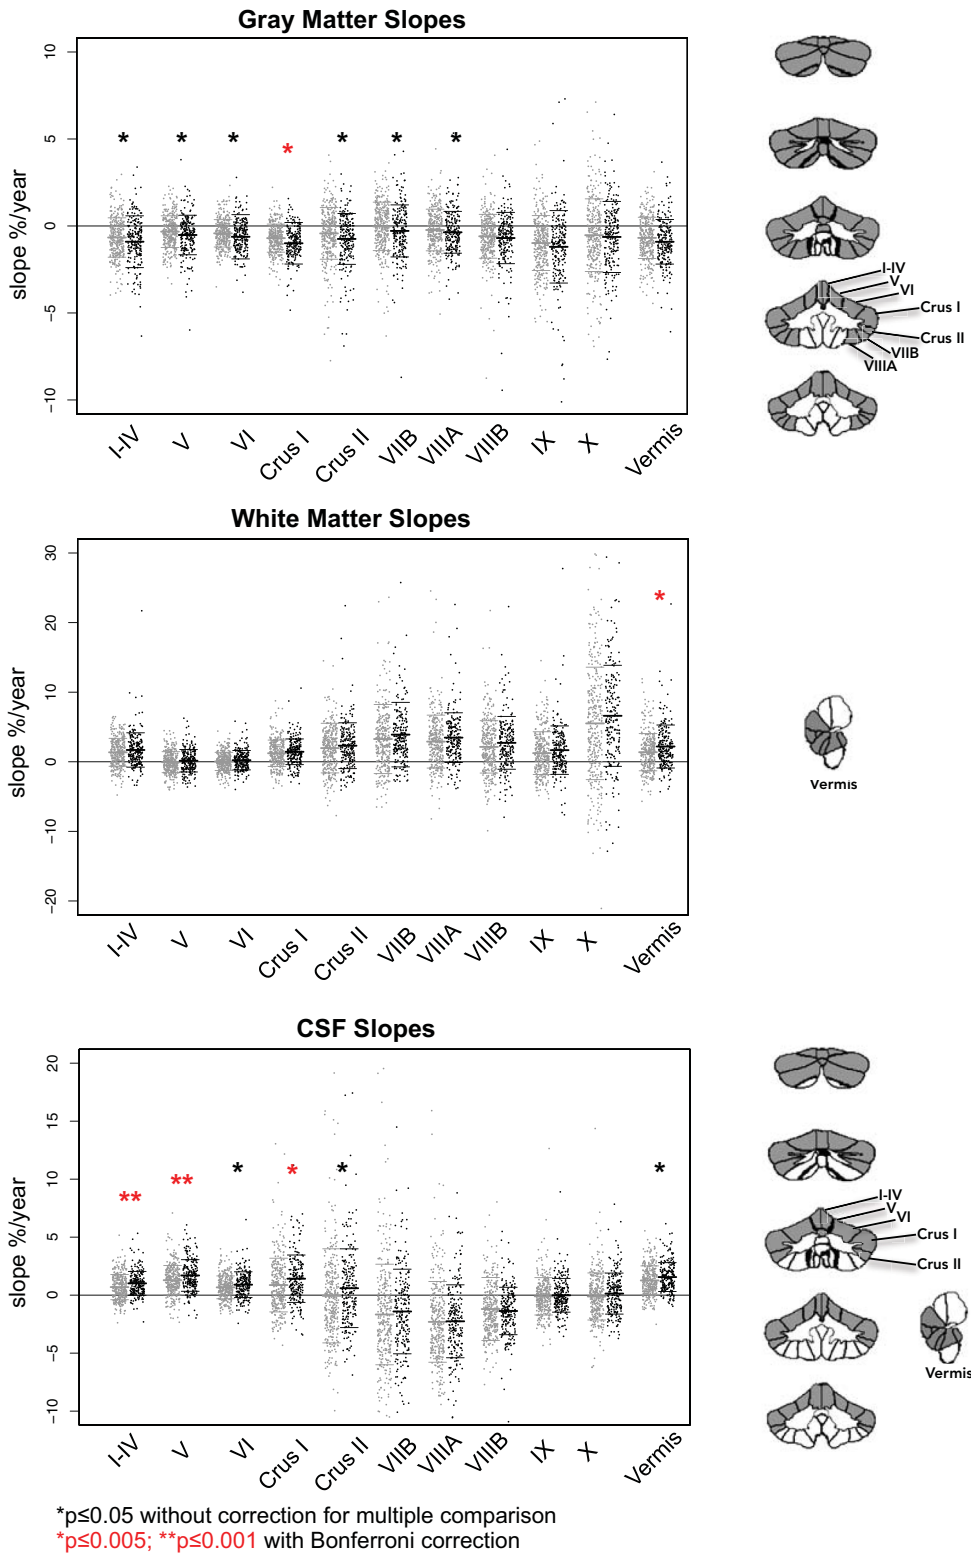 Gray Matter Slopes
slope %/year
10
5
0
−5
−10
*
*
*
*
*
*
*
I-IV
V
VI
Crus I
Crus II
VIIB
VIIIA
VIIIB
IX
X
Vermis
I-IV
V
VI
Crus I
Crus II
VIIB
VIIIA
White Matter Slopes
slope %/year
30
20
10
0
−10
−20
*
I-IV
V
VI
Crus I
Crus II
VIIB
VIIIA
VIIIB
IX
X
Vermis
Vermis
CSF Slopes
slope %/year
20
15
10
5
0
−5
−10
**
**
*
*
*
*
I-IV
V
VI
Crus I
Crus II
VIIB
VIIIA
VIIIB
IX
X
Vermis
I-IV
V
VI
Crus I
Crus II
Vermis
*p≤0.05 without correction for multiple comparison
*p≤0.005; **p≤0.001 with Bonferroni correction